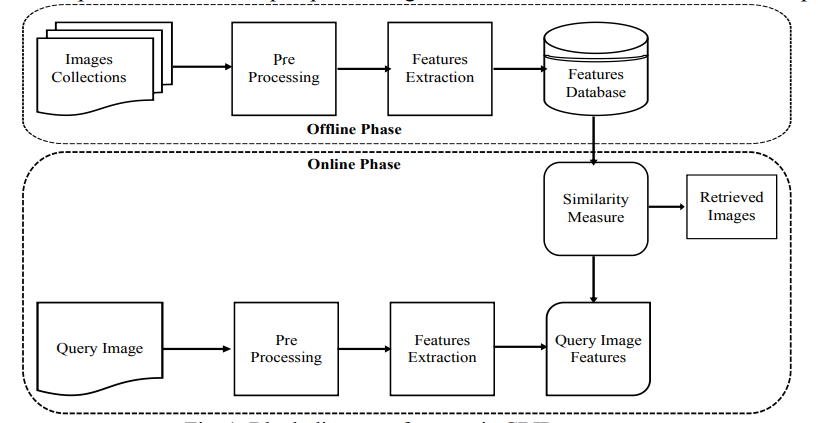 Images
Collections
Pre
Processing
Features
Extraction
Features
Database
Offline Phase
Online Phase
Similarity
Measure
Retrieved
Images
Query Image
Pre
Processing
Features
Extraction
Query Image
Features